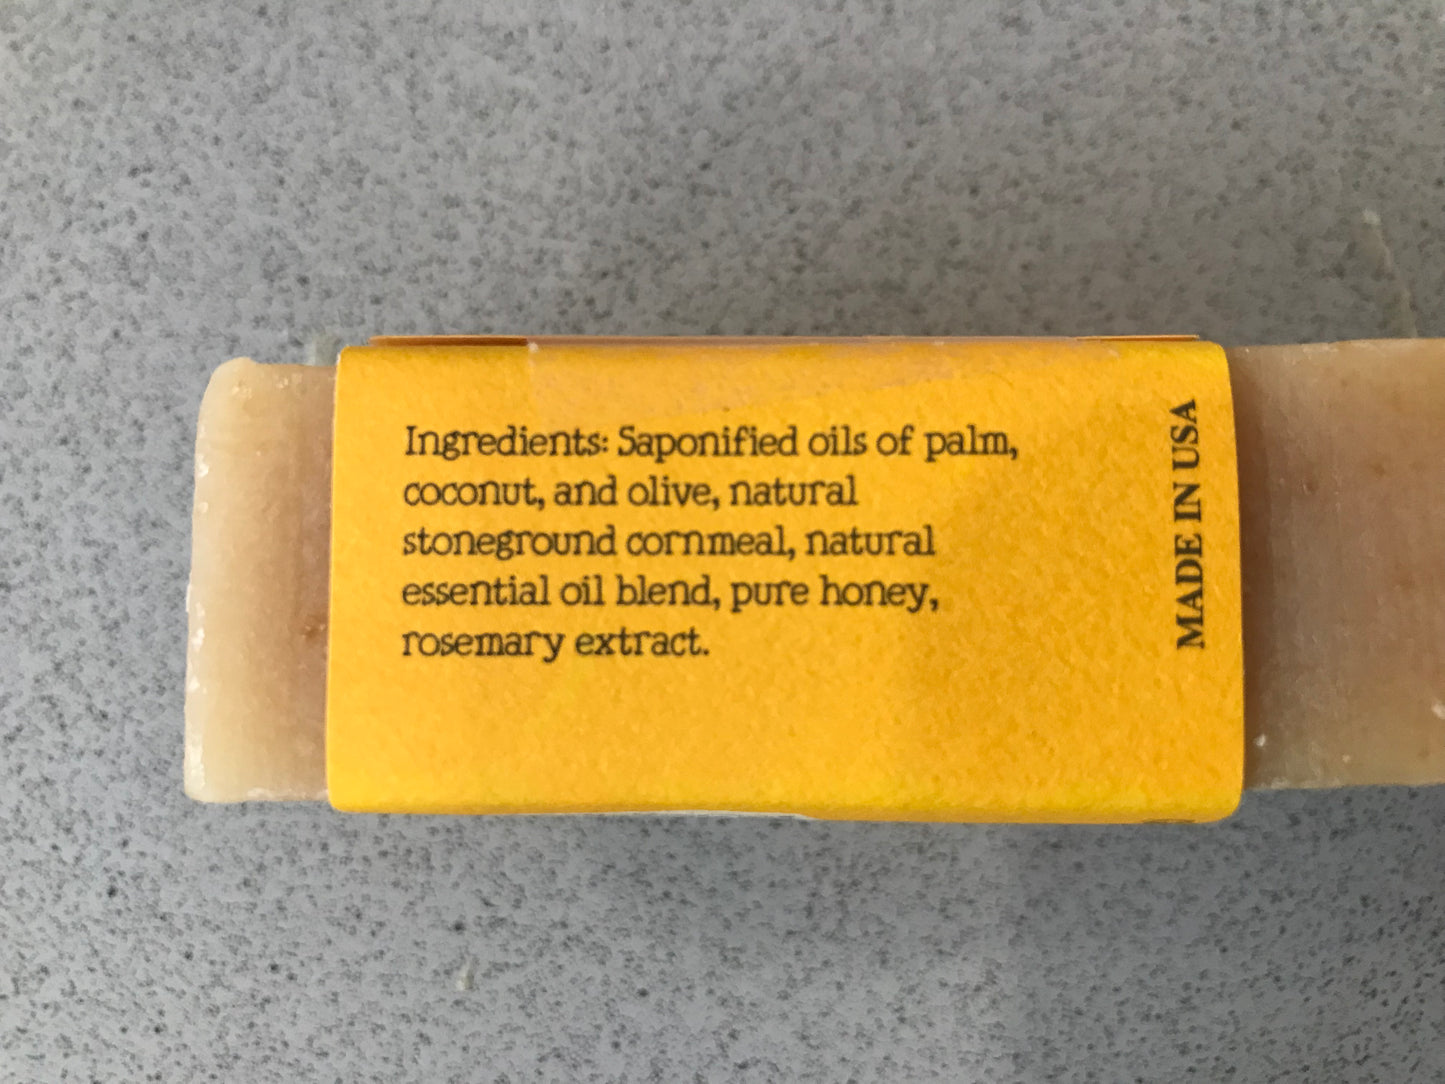 Ingredients: Saponified oils of palm,
coconut, and olive, natural
stoneground cornmeal, natural
essential oil blend, pure honey,
rosemary extract.
MADE IN USA